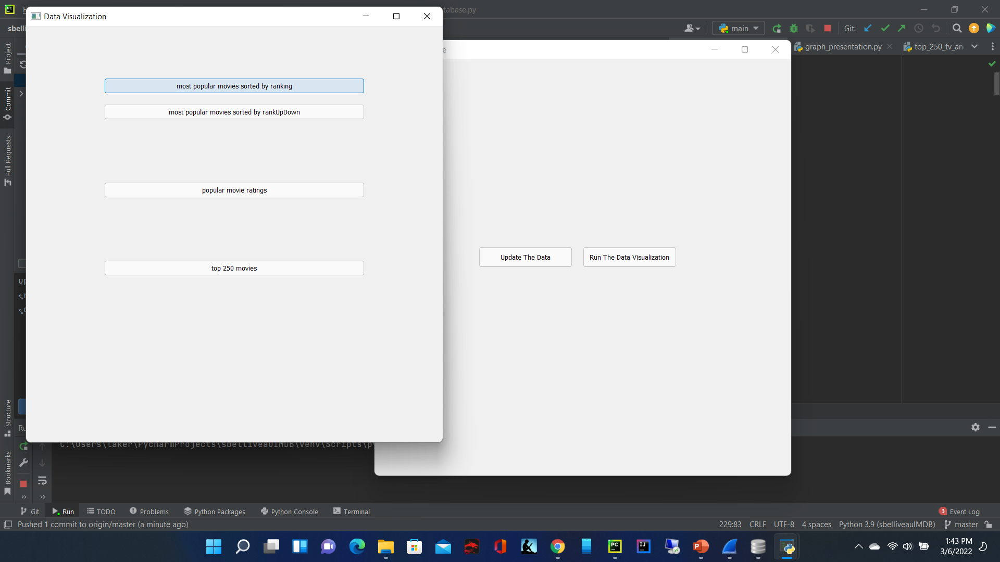 Data Visualization
tabase.py
sbelli
main
Git:
graph_presentation.py
top_250_tv_an
Project
Commit
Pull Requests
Structure
Bookmarks
most popular movies sorted by ranking
most popular movies sorted by rankUpDown
popular movie ratings
top 250 movies
Update The Data
Run The Data Visualization
up
Ru
C:\Users\taker\PycharmProjects\sbelliveauIMDB\venv\Scripts\p
Git
Run
TODO
Problems
Python Packages
Python Console
Terminal
3 Event Log
Pushed 1 commit to origin/master (a minute ago)
229:83 CRLF UTF-8 4 spaces Python 3.9 (sbelliveauIMDB) master
1:43 PM
3/6/2022